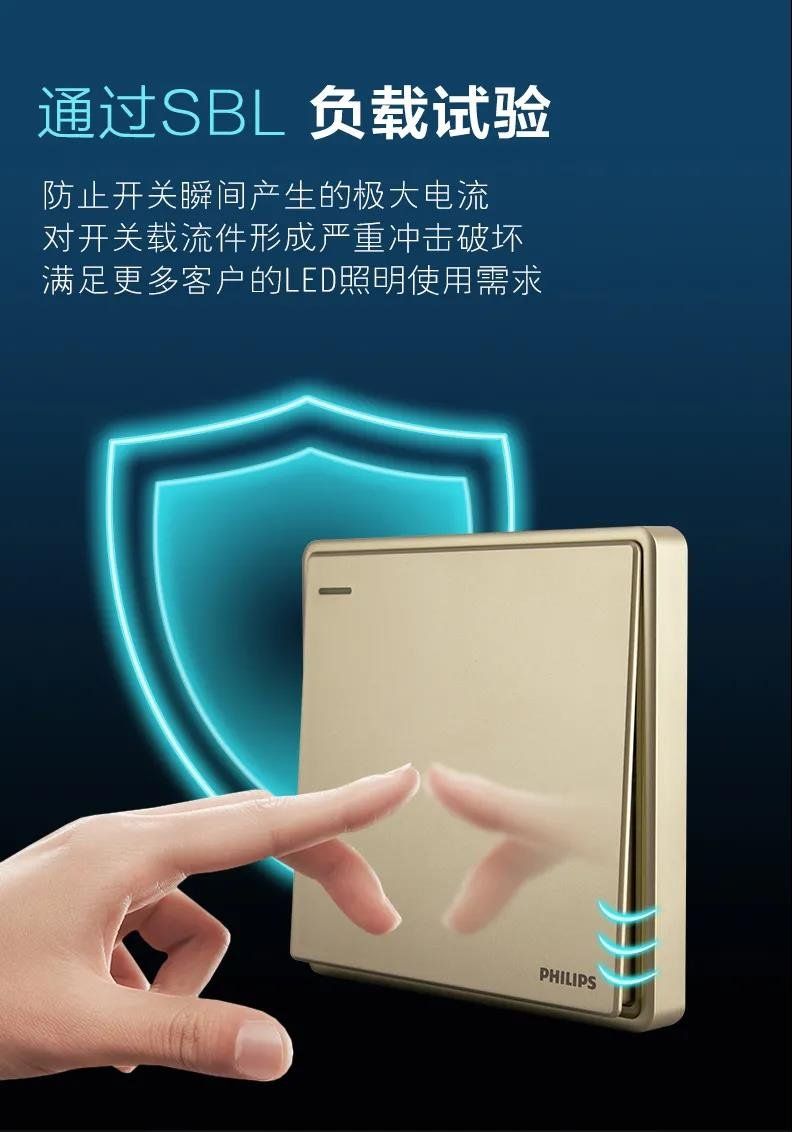 通过SBL 负载试验
防止开关瞬间产生的极大电流
对开关载流件形成严重冲击破坏
满足更多客户的LED照明使用需求
PHILIPS